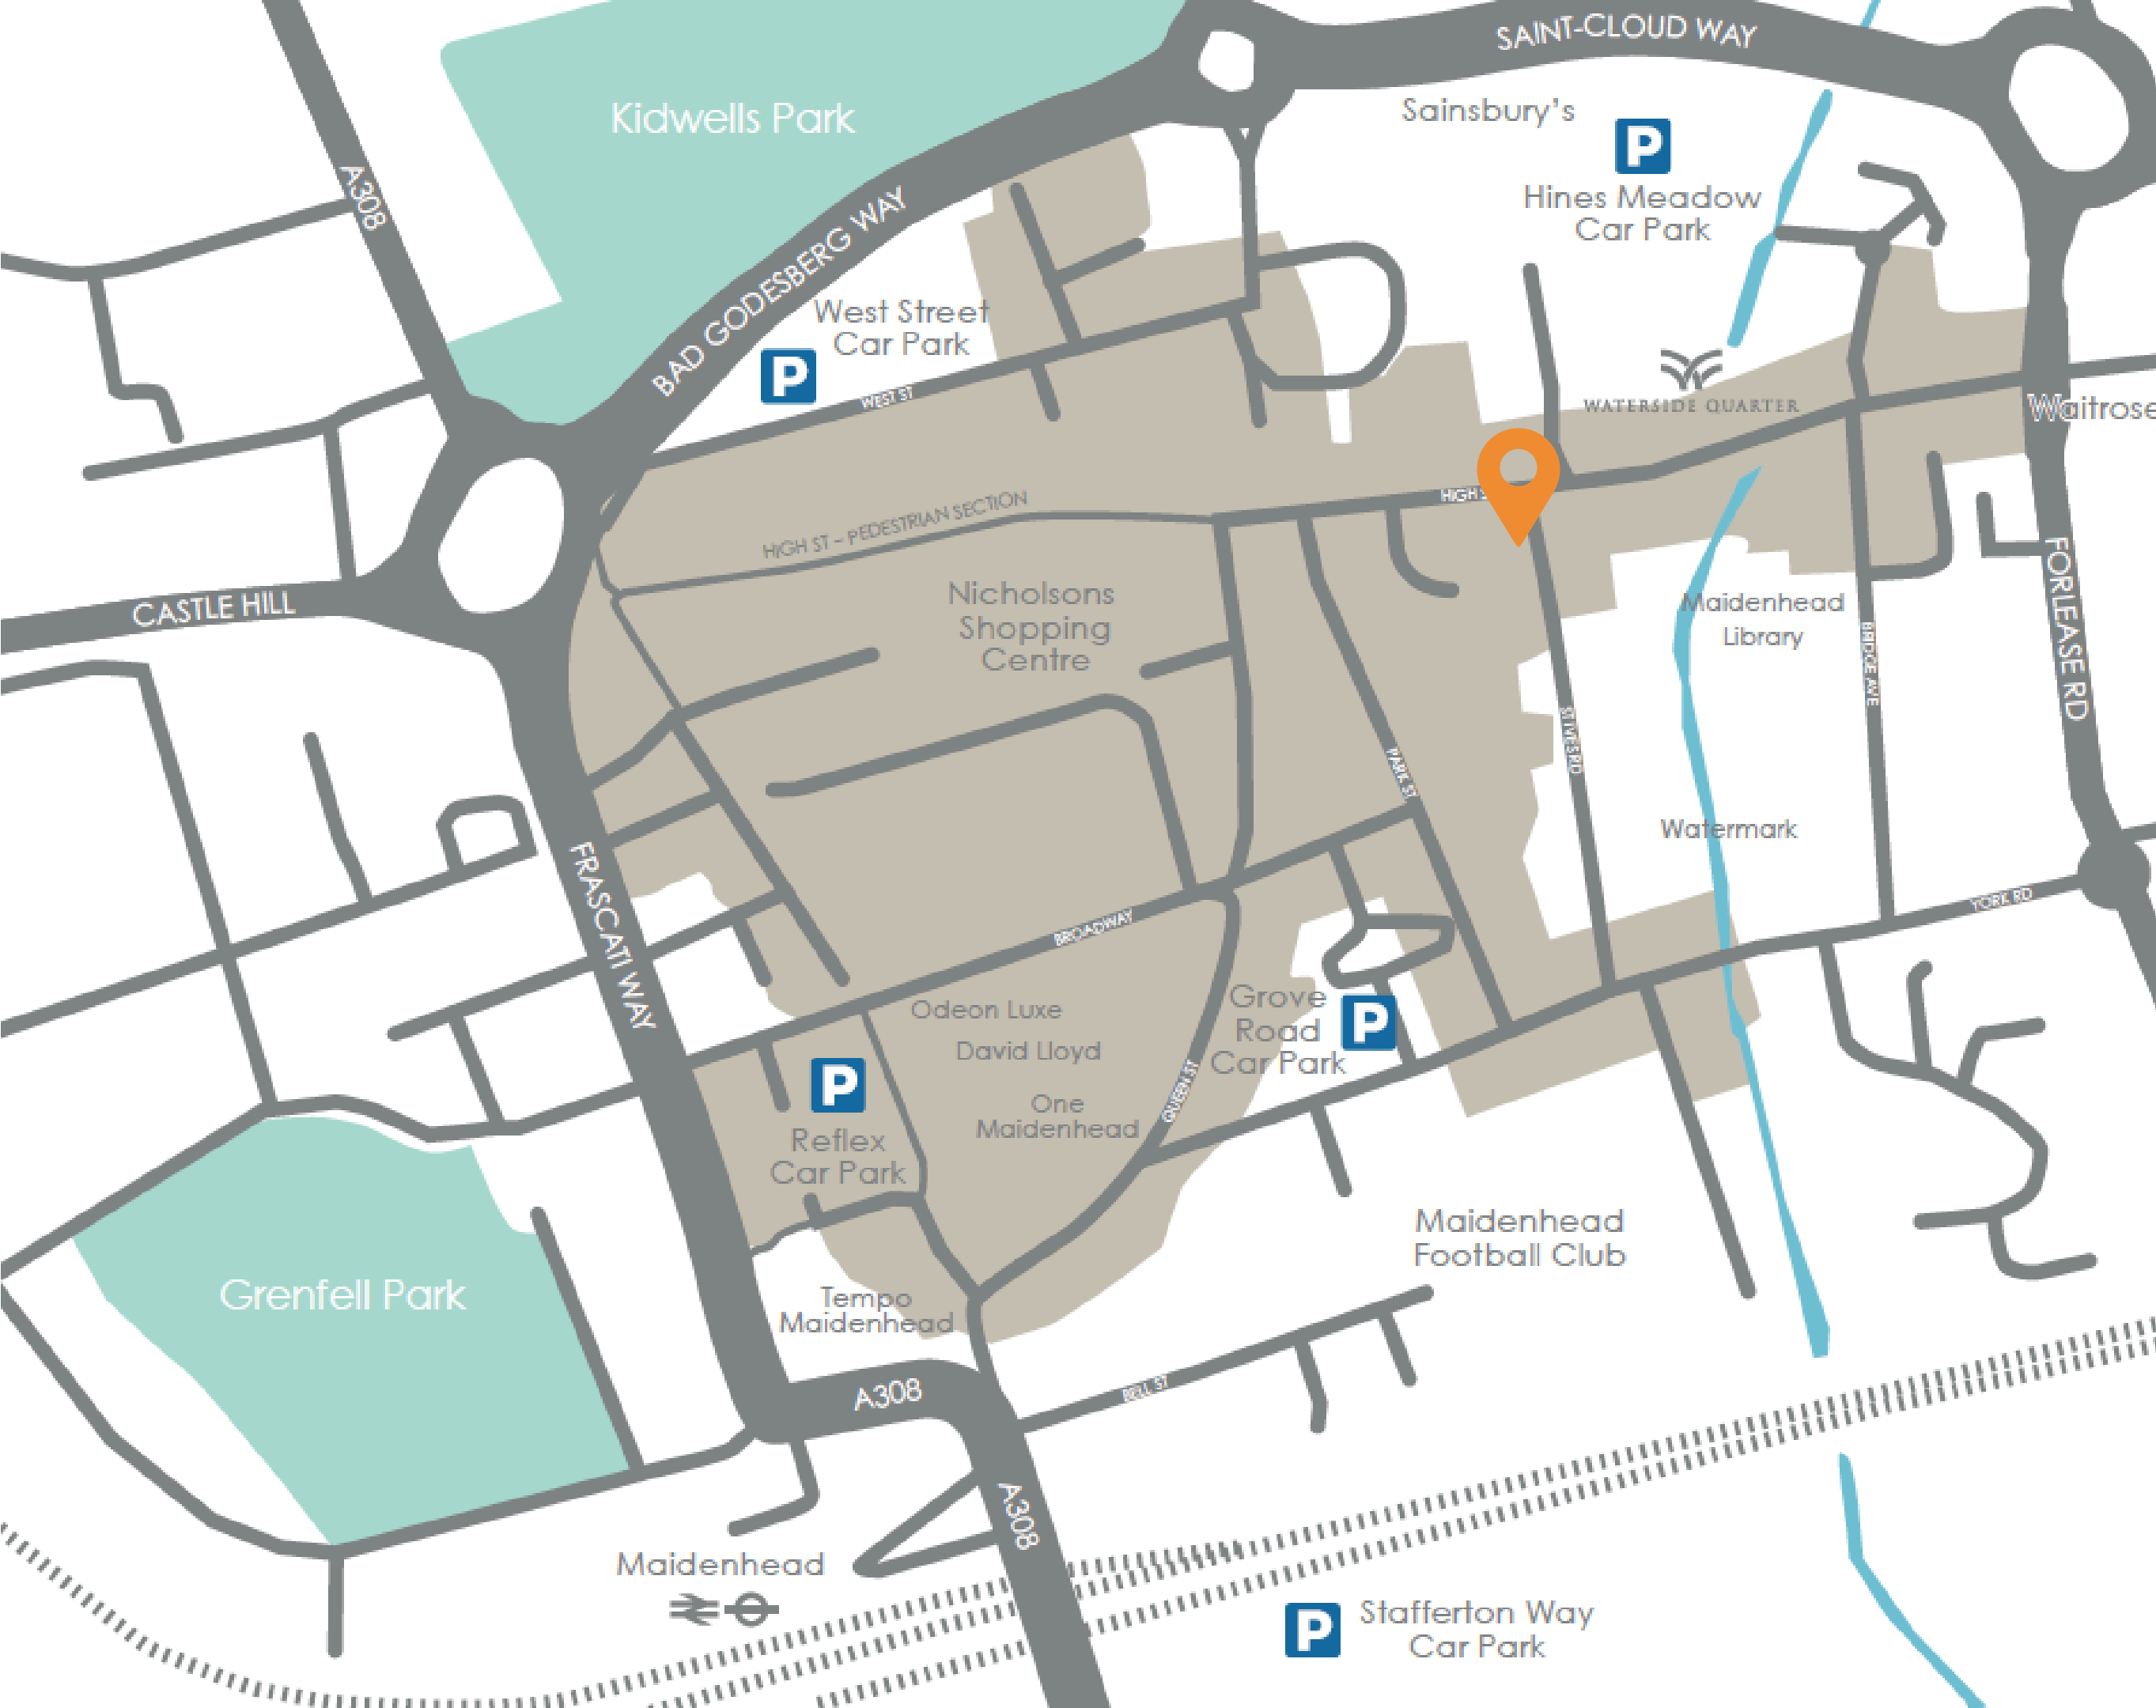 SAINT-CLOUD WAY
Kidwells Park
Sainsbury's
P
Hines Meadow
Car Park
A308
BAD GODESBERG WAY
West Street
Car Park
P
WEST ST
WATERSIDE QUARTER
Waitrose
HIGH S
HIGH ST – PEDESTRIAN SECTION
CASTLE HILL
Nicholsons
Shopping
Centre
Maidenhead
Library
FORLEASE RD
BRIDGE AVE
ST IVES RD
PARK ST
Watermark
FRASCATI WAY
BROADWAY
YORK RD
Odeon Luxe
David Lloyd
One
Maidenhead
Grove
Road
Car Park
P
QUEEN ST
P
Reflex
Car Park
Maidenhead
Football Club
Grenfell Park
Tempo
Maidenhead
A308
BELL ST
A308
Maidenhead
P
Stafferton Way
Car Park